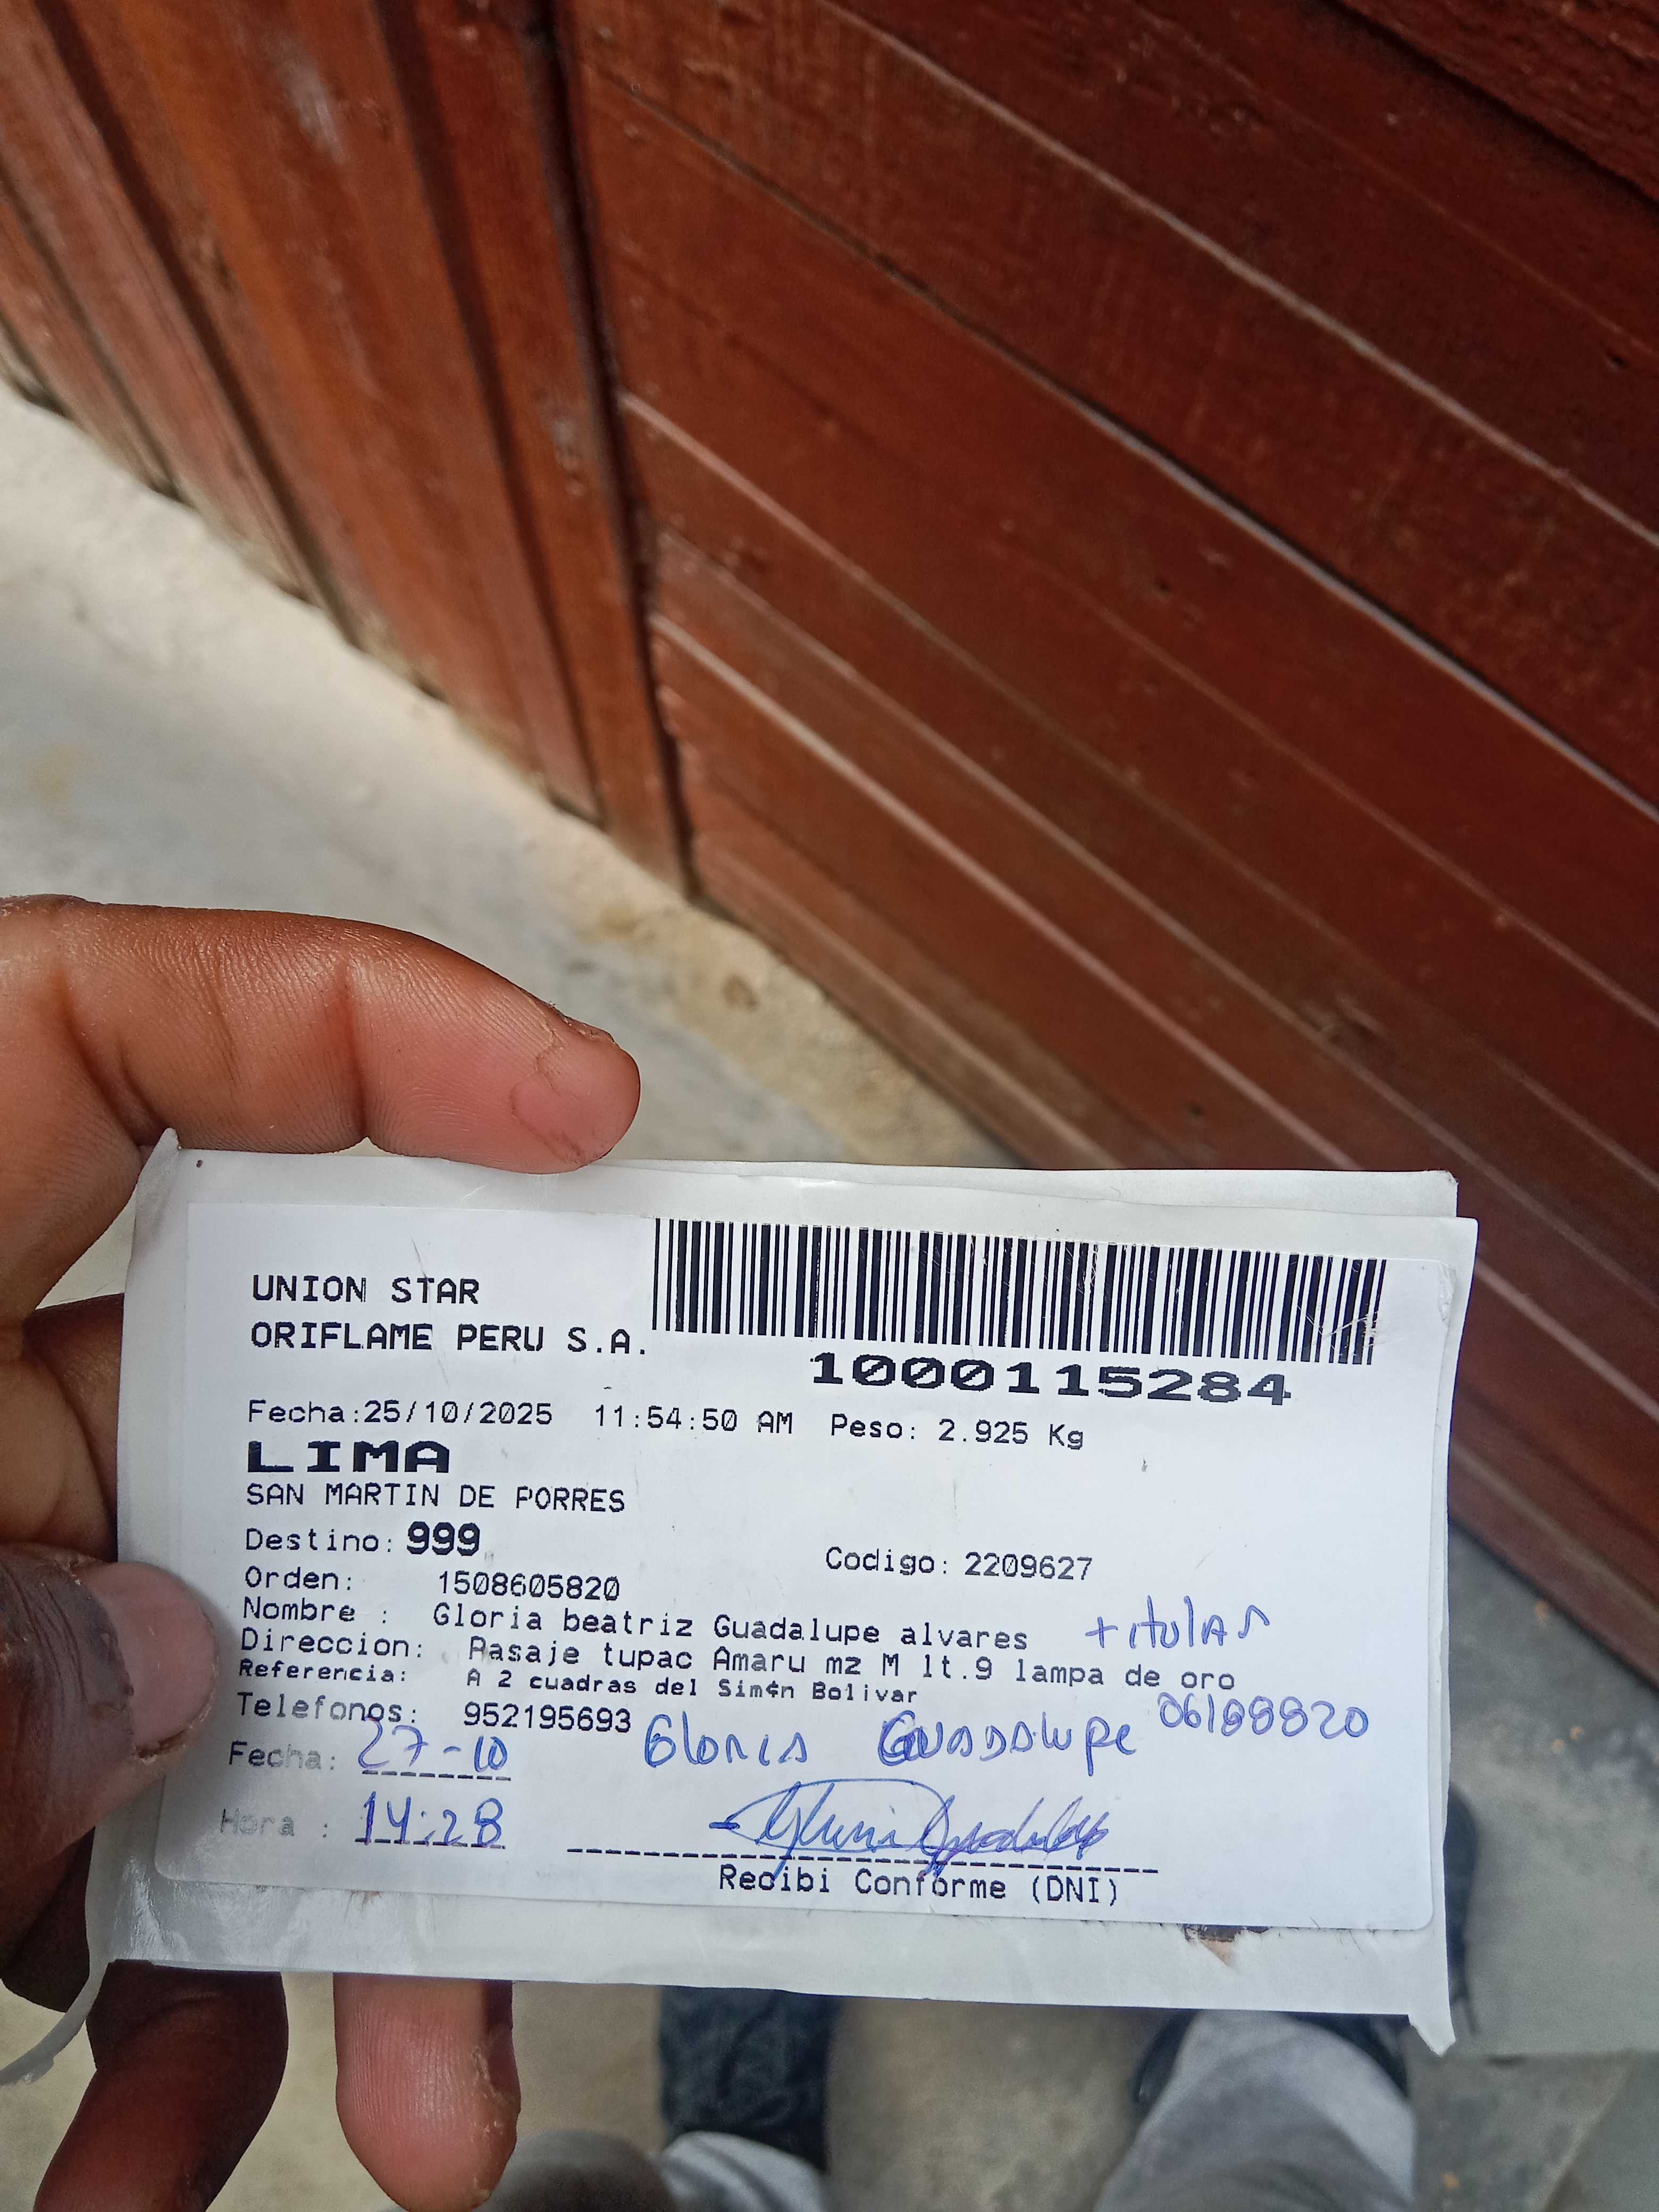 UNION STAR
ORIFLAME PERU S.A.
1000115284
Fecha:25/10/2025 11:54:50 AM Peso: 2.925 Kg
LIMA
SAN MARTIN DE PORRES
Destino: 999
Codigo: 2209627
Orden: 1508605820
Nombre : Gloria beatriz Guadalupe alvares + titular
Direccion: Pasaje tupac Amaru mz M lt.9 lampa de oro
Referencia: A 2 cuadras del Sim¢n Bolivar
Telefonos: 952195693 Gloria Guadalupe 06188820
Fecha: 27-10
Hora : 14:28
Recibi Conforme (DNI)